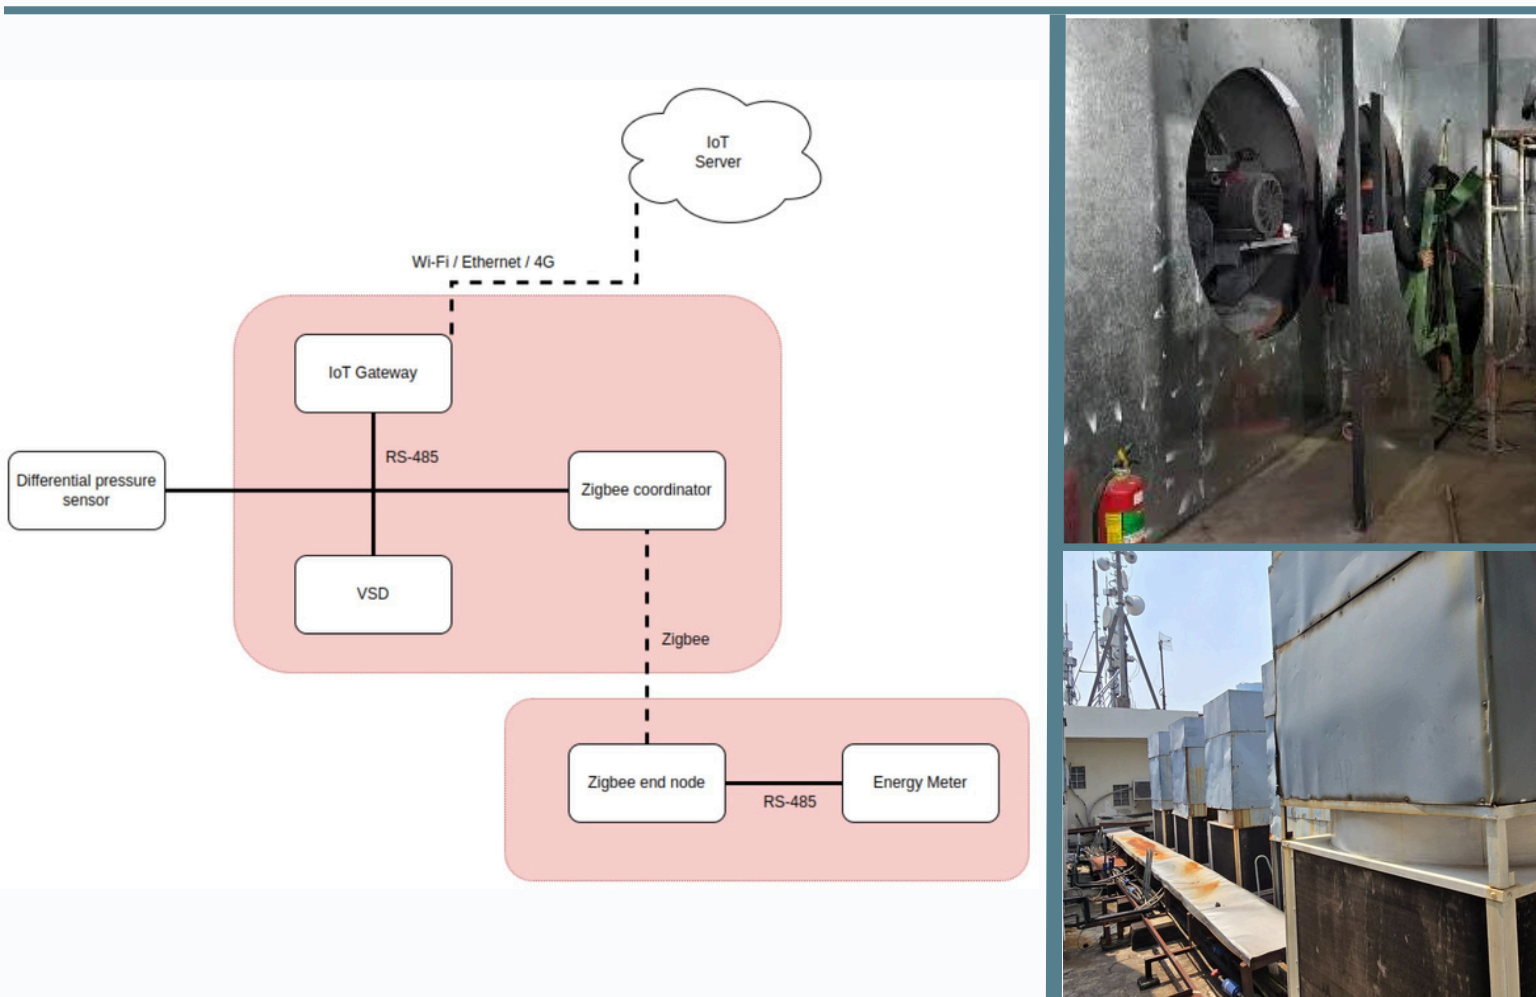 IoT
Server
Wi-Fi / Ethernet / 4G
IoT Gateway
RS-485
Differential pressure
sensor
Zigbee coordinator
VSD
Zigbee
Zigbee end node
RS-485
Energy Meter